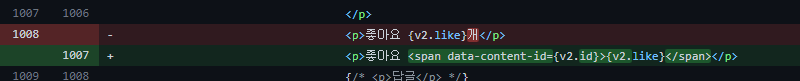 1007 1006 </p>
1008 - <p>좋아요 {v2.like}개</p>
1007 + <p>좋아요 <span data-content-id={v2.id}>{v2.like}</span></p>
1009 1008 {/* <p>답글</p> */}